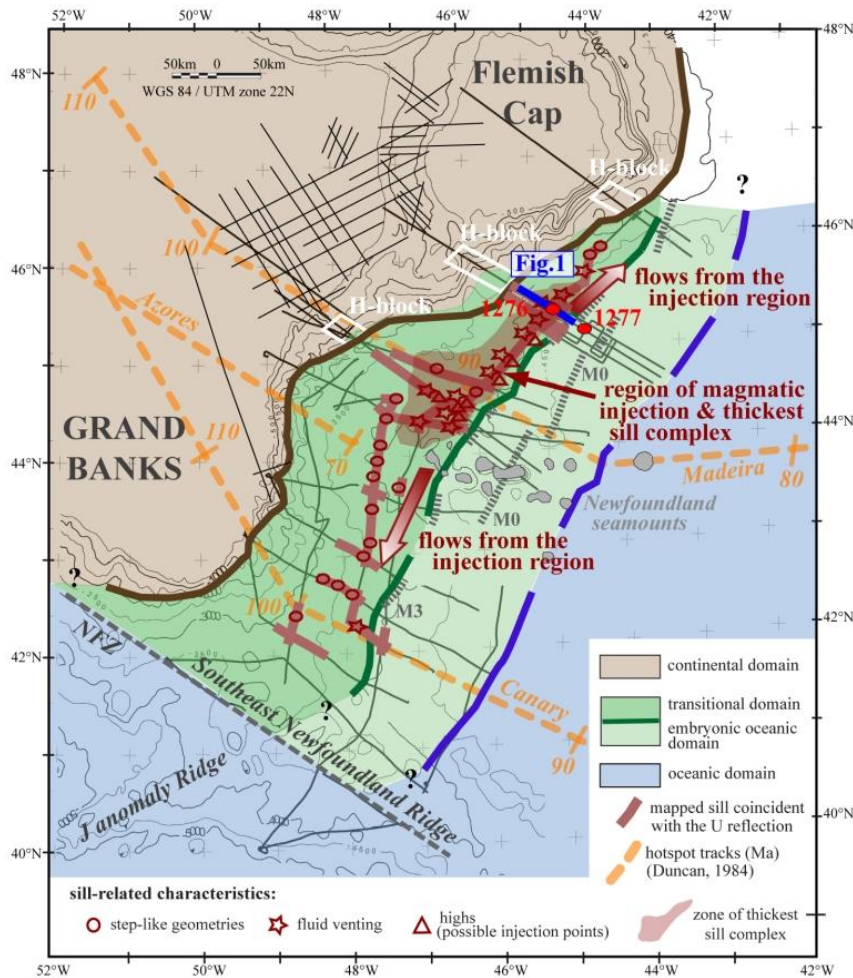 52°W 50°W 48°W 46°W 44°W 42°W
48°N
50km 0 50km
WGS 84 / UTM zone 22N
Flemish
Cap
48°N
110
H-block
?
46°N
100
H-block
46°N
Fig.1
flows from the
injection region
Azores
H-block
1276
1277
90
M0
region of magmatic
injection & thickest
sill complex
GRAND
BANKS
110
70
44°N
44°N
Madeira
80
Newfoundland
seamounts
M0
flows from the
injection region
?
100
M3
42°N
42°N
NFZ
Southeast Newfoundland Ridge
?
Canary
90
?
J anomaly Ridge
40°N
40°N
continental domain
transitional domain
embryonic oceanic
domain
oceanic domain
mapped sill coincident
with the U reflection
hotspot tracks (Ma)
(Duncan, 1984)
sill-related characteristics:
step-like geometries
fluid venting
highs
(possible injection points)
zone of thickest
sill complex
52°W 50°W 48°W 46°W 44°W 42°W